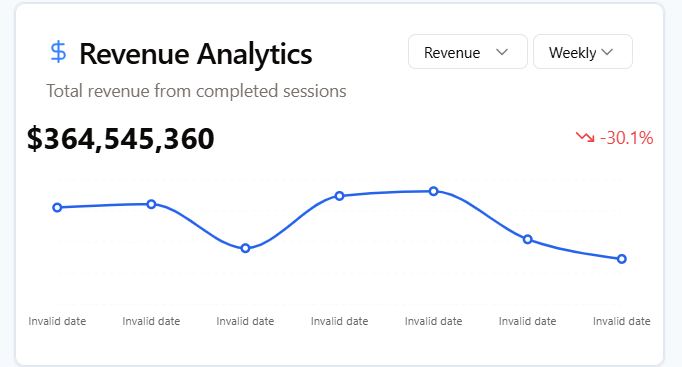 $ Revenue Analytics
Revenue
Weekly
Total revenue from completed sessions
$364,545,360
-30.1%
Invalid date Invalid date Invalid date Invalid date Invalid date Invalid date Invalid date